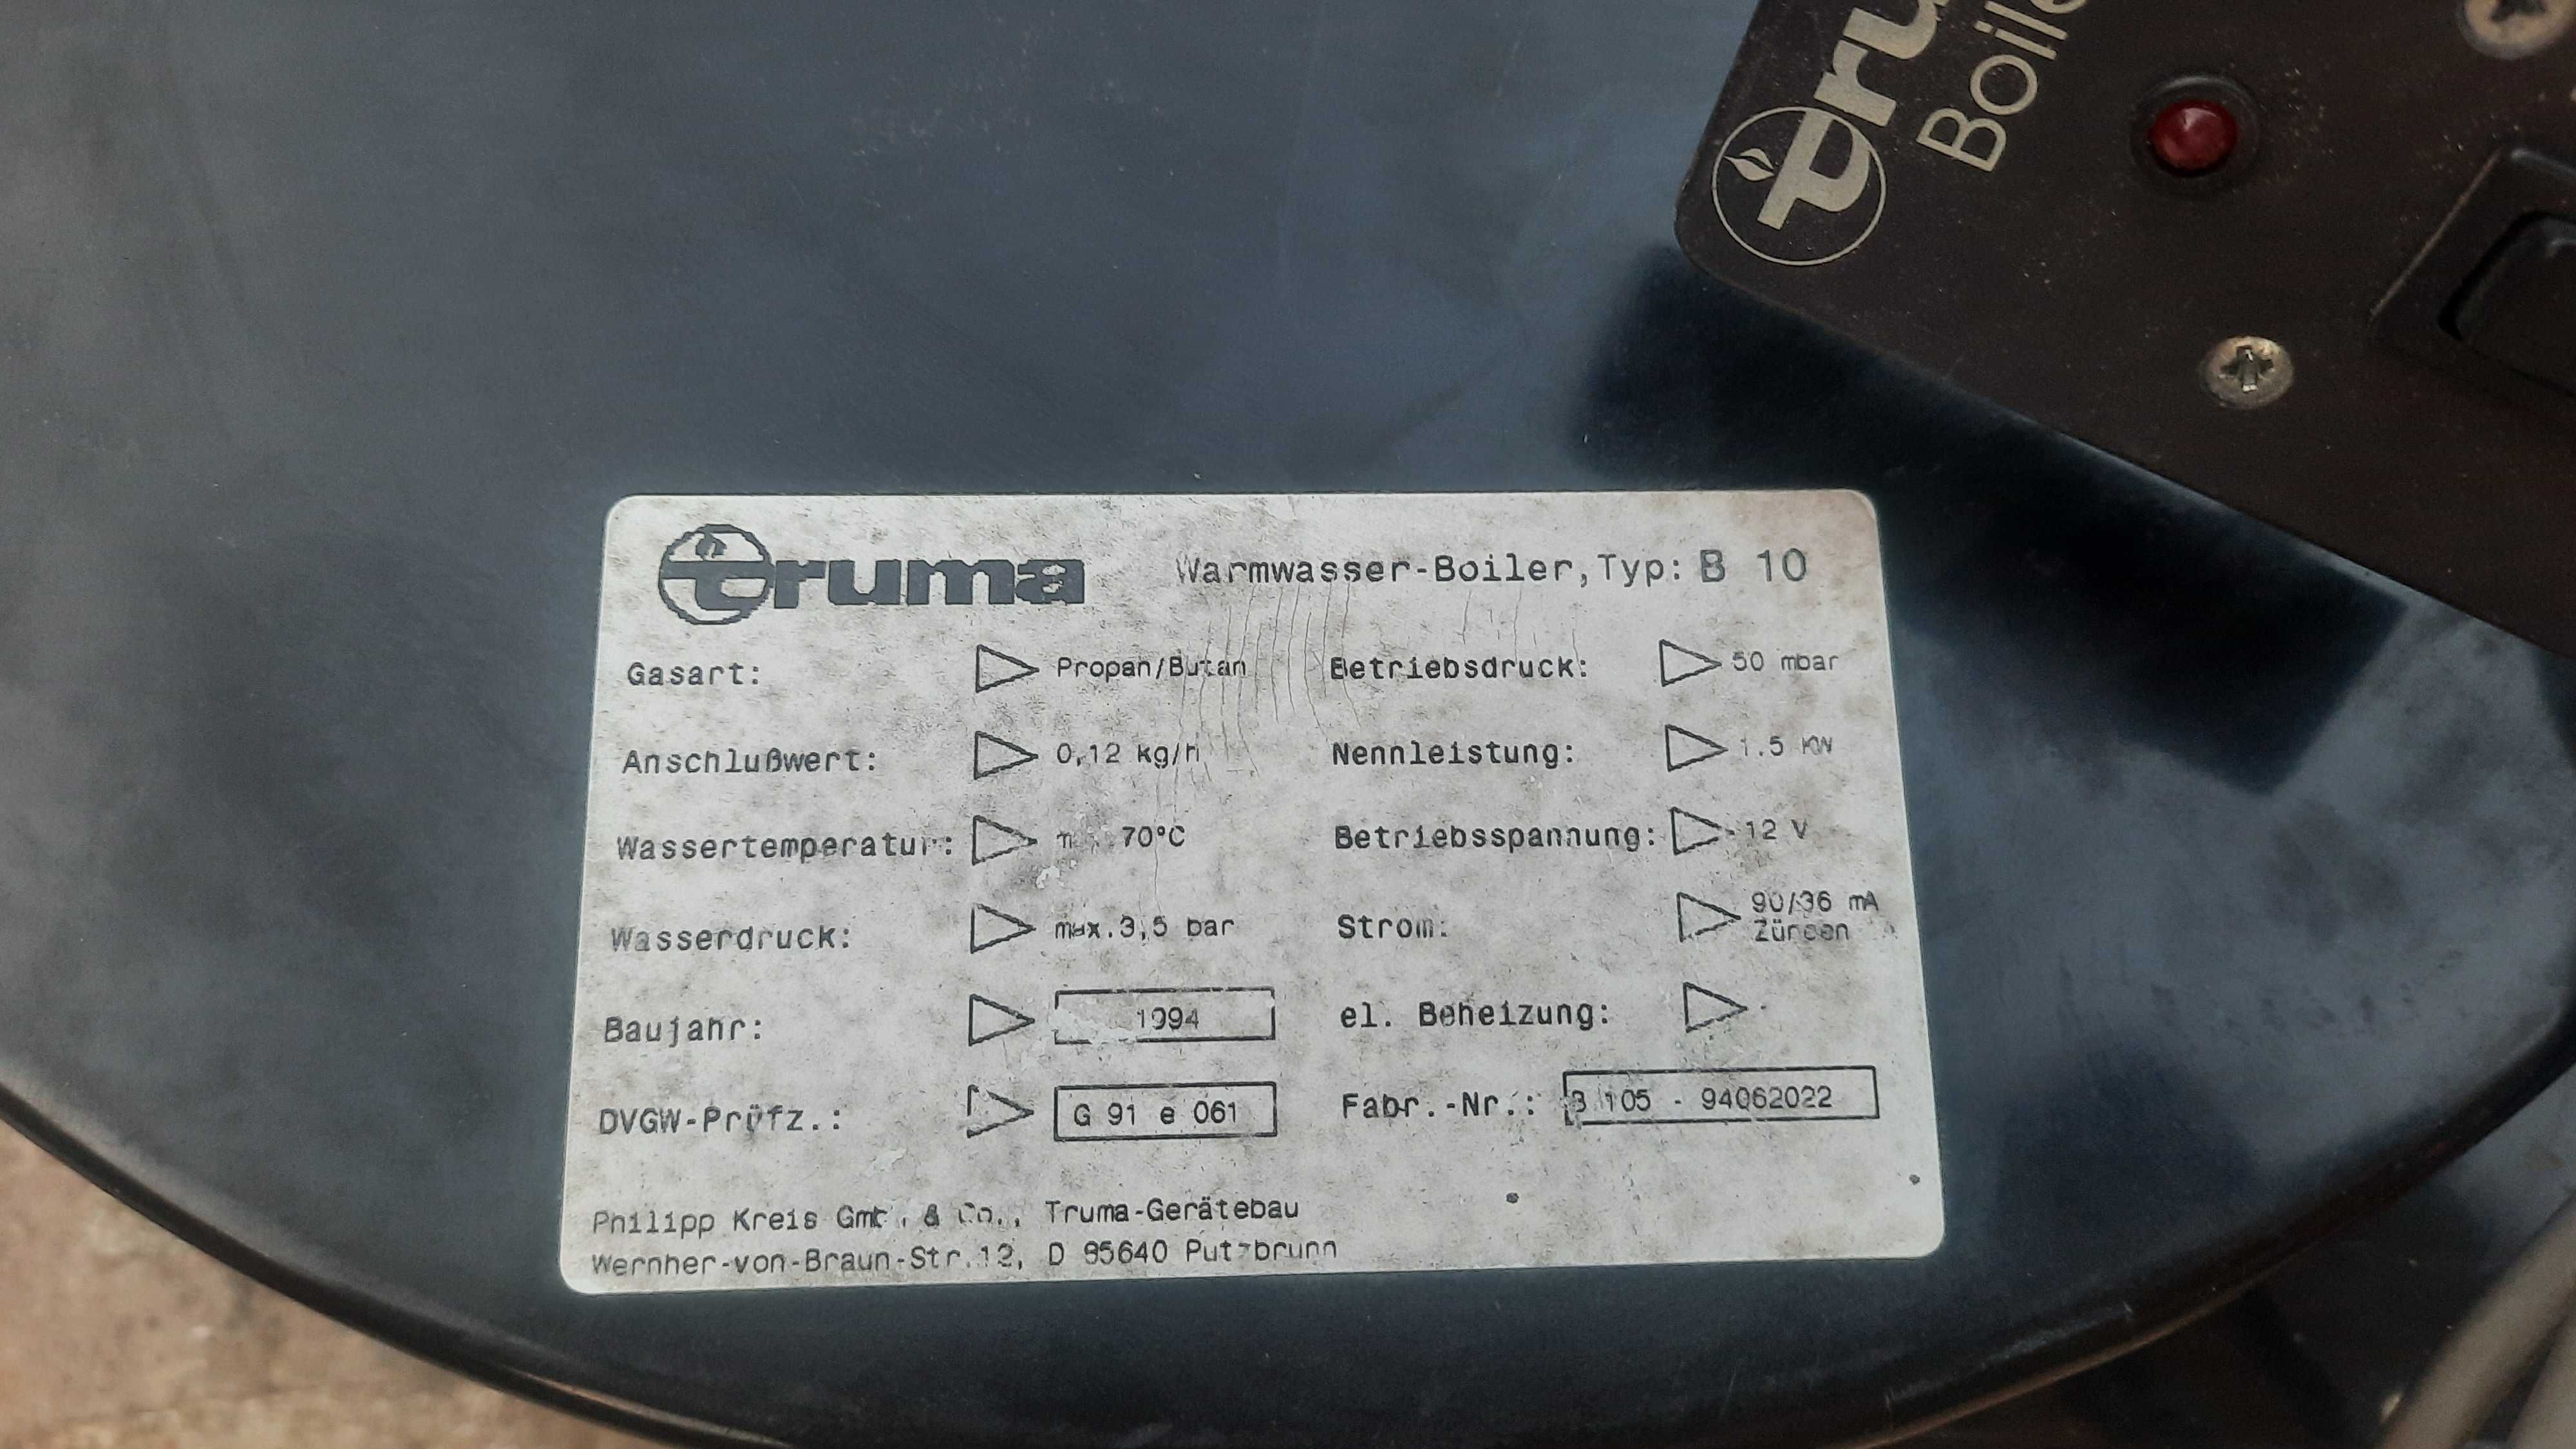 Boile
truma Warmwasser-Boiler, Typ: B 10
Gasart: Propan/Butan Betriebsdruck: 50 mbar
Anschlußwert: 0,12 kg/h Nennleistung: 1.5 KW
Wassertemperatur: 70°C Betriebsspannung: 12 V
Wasserdruck: max. 3,5 bar Strom: 90/36 mA
Baujahr: 1994 el. Beheizung: -
DVGW-Prüfz.: G 91 e 061 Fabr.-Nr.: B 105 - 94062022
Philipp Kreis & Co., Truma-Gerätebau
Wernher-von-Braun-Str. 12, D 85640 Putzbrunn